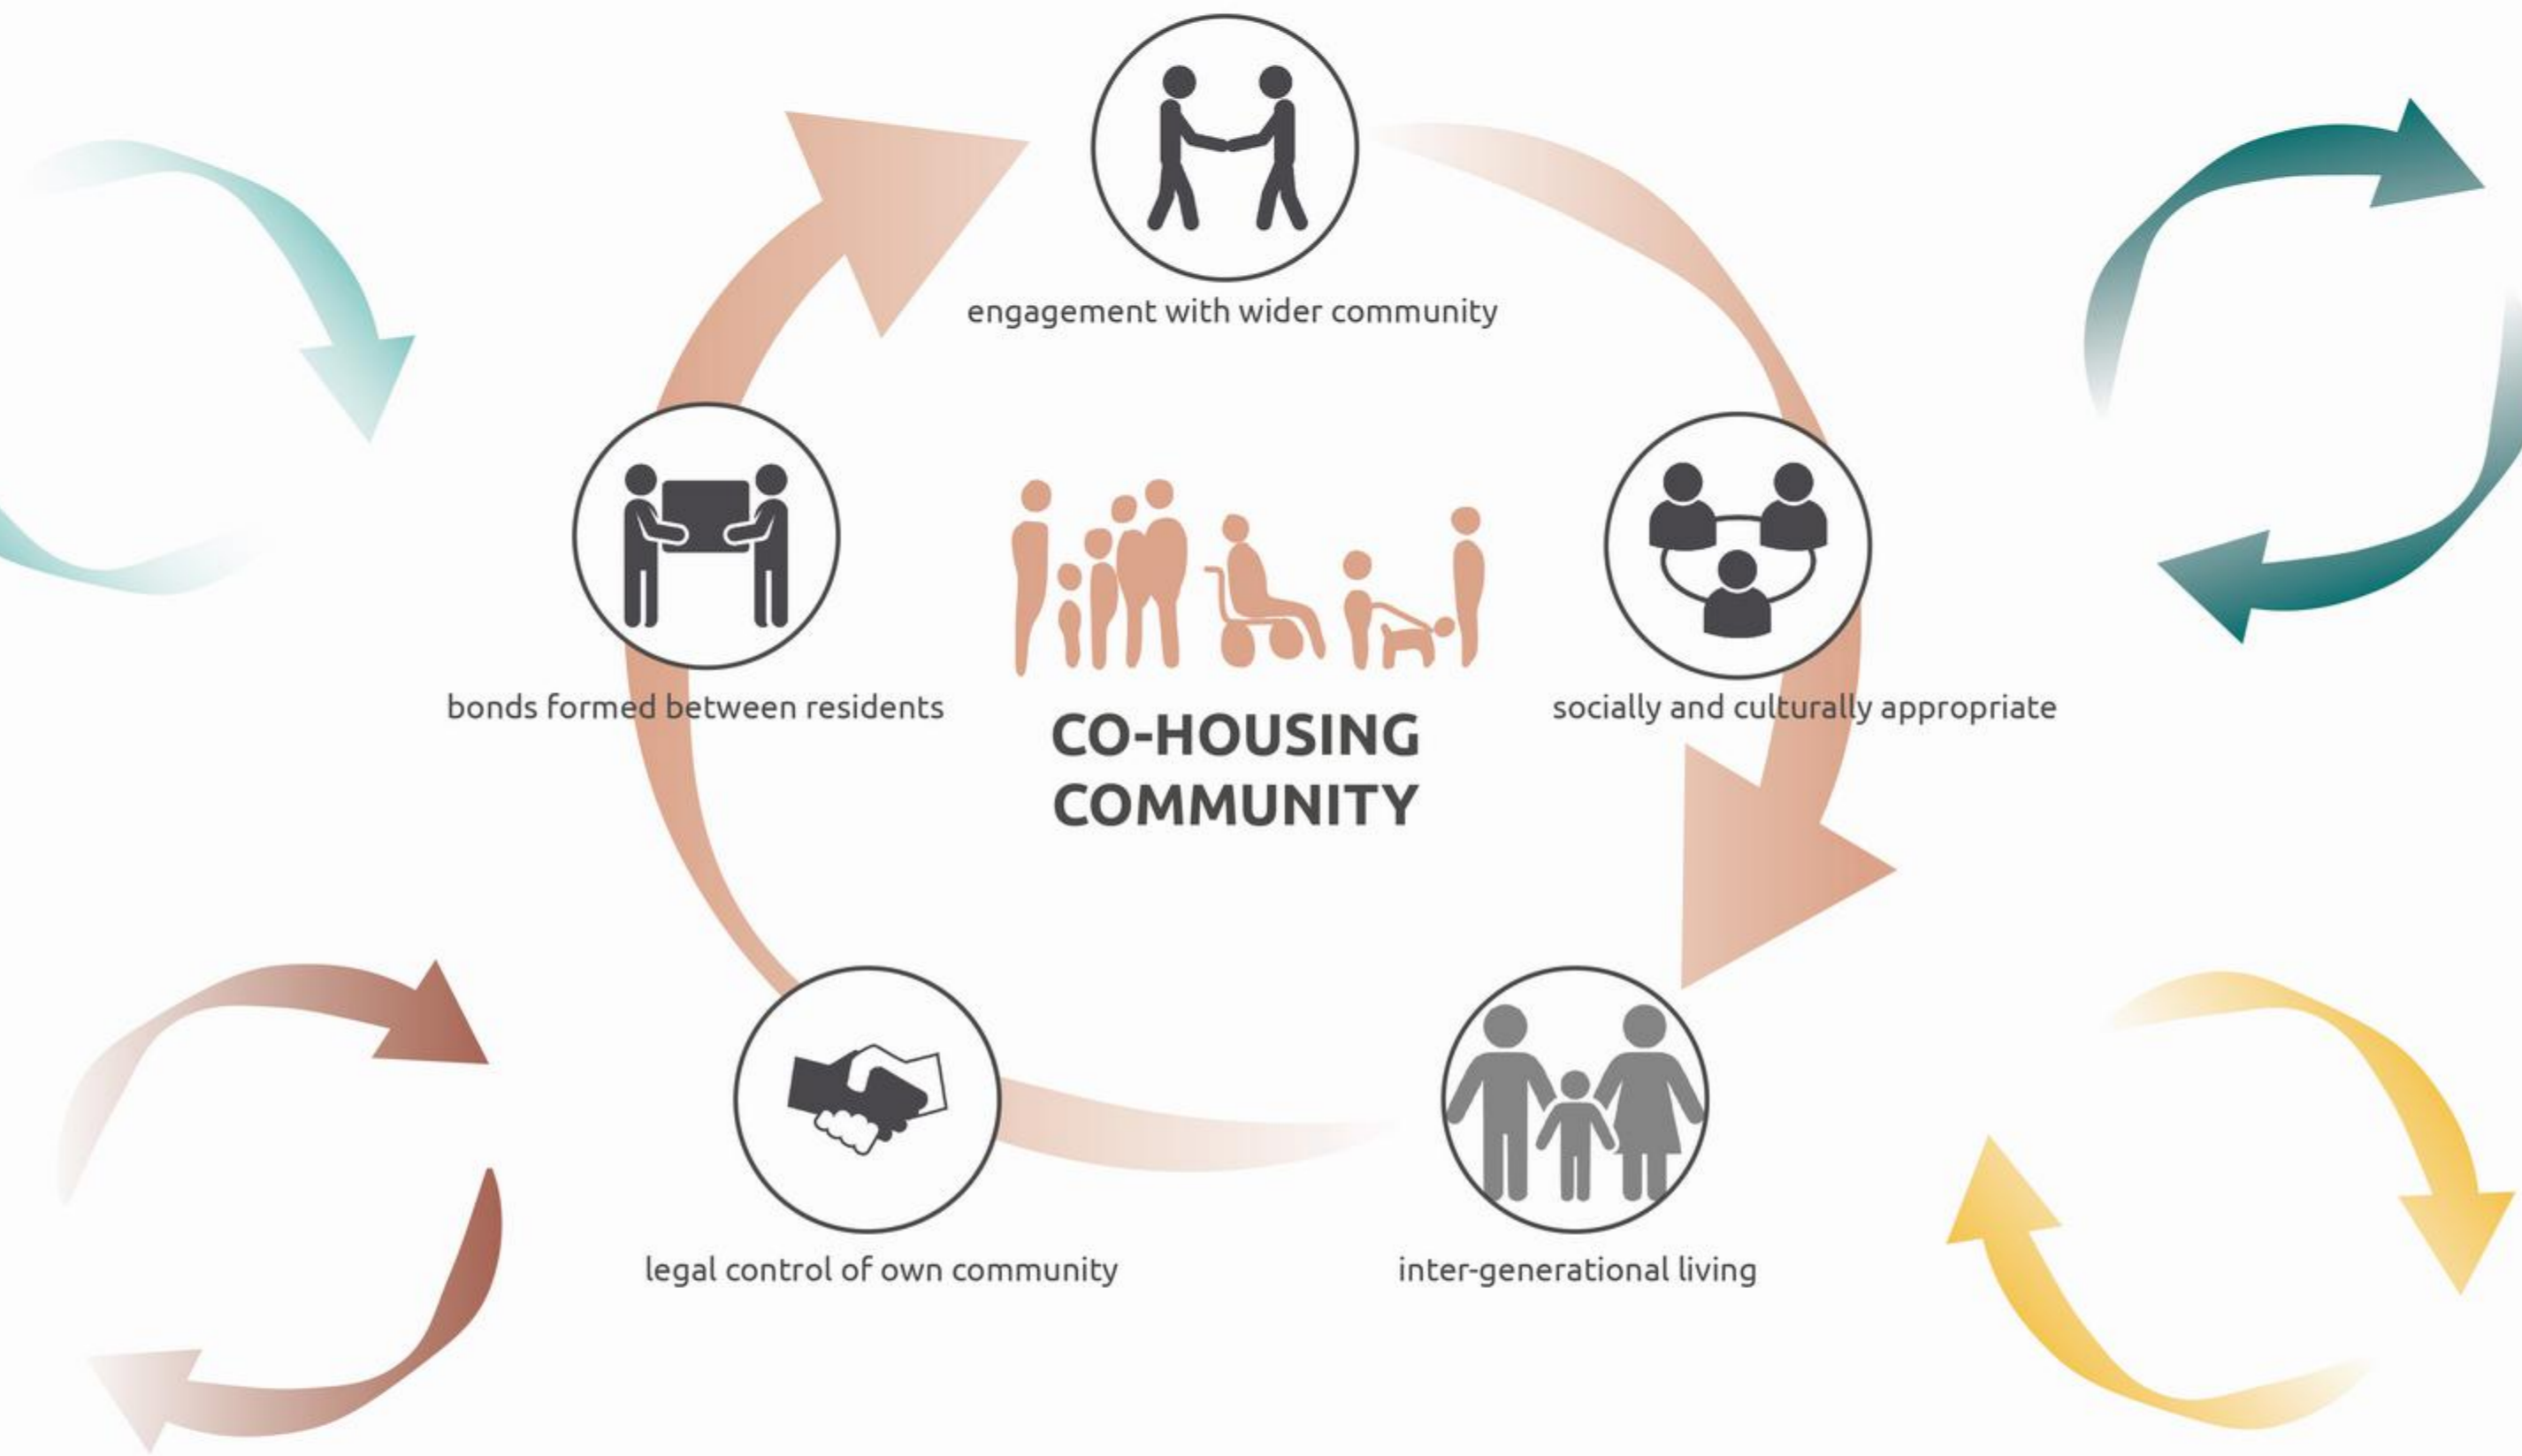 engagement with wider community
bonds formed between residents
socially and culturally appropriate
CO-HOUSING
COMMUNITY
legal control of own community
inter-generational living